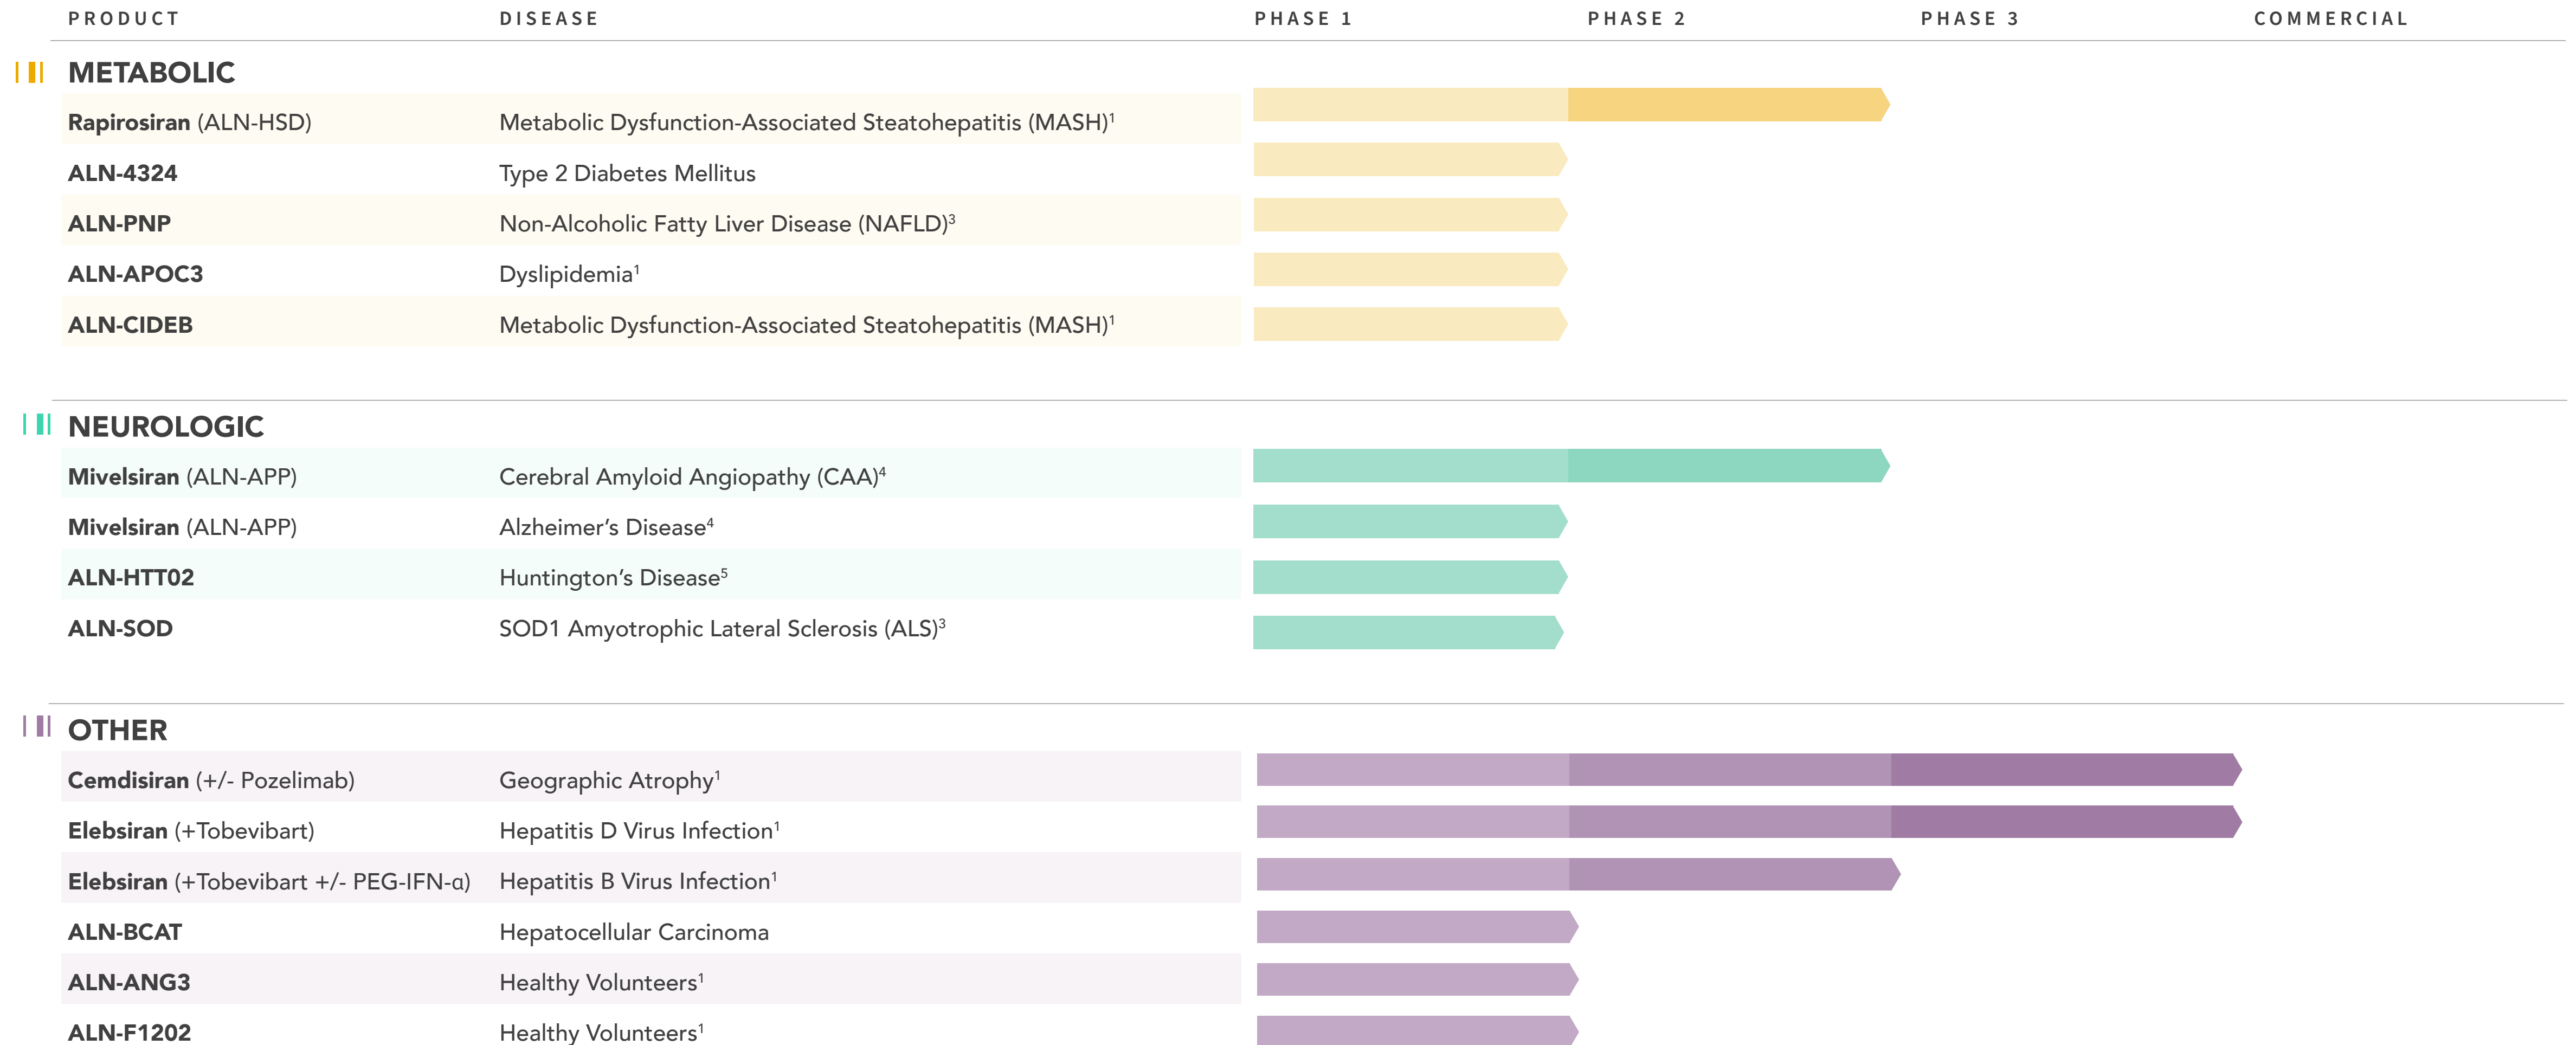 PRODUCT DISEASE PHASE 1 PHASE 2 PHASE 3 COMMERCIAL
METABOLIC
Rapirosiran (ALN-HSD) Metabolic Dysfunction-Associated Steatohepatitis (MASH)¹
ALN-4324 Type 2 Diabetes Mellitus
ALN-PNP Non-Alcoholic Fatty Liver Disease (NAFLD)³
ALN-APOC3 Dyslipidemia¹
ALN-CIDEB Metabolic Dysfunction-Associated Steatohepatitis (MASH)¹
NEUROLOGIC
Mivelsiran (ALN-APP) Cerebral Amyloid Angiopathy (CAA)⁴
Mivelsiran (ALN-APP) Alzheimer’s Disease⁴
ALN-HTT02 Huntington’s Disease⁵
ALN-SOD SOD1 Amyotrophic Lateral Sclerosis (ALS)³
OTHER
Cemdisiran (+/- Pozelimab) Geographic Atrophy¹
Elebsiran (+Tobevibart) Hepatitis D Virus Infection¹
Elebsiran (+Tobevibart +/- PEG-IFN-α) Hepatitis B Virus Infection¹
ALN-BCAT Hepatocellular Carcinoma
ALN-ANG3 Healthy Volunteers¹
ALN-F1202 Healthy Volunteers¹